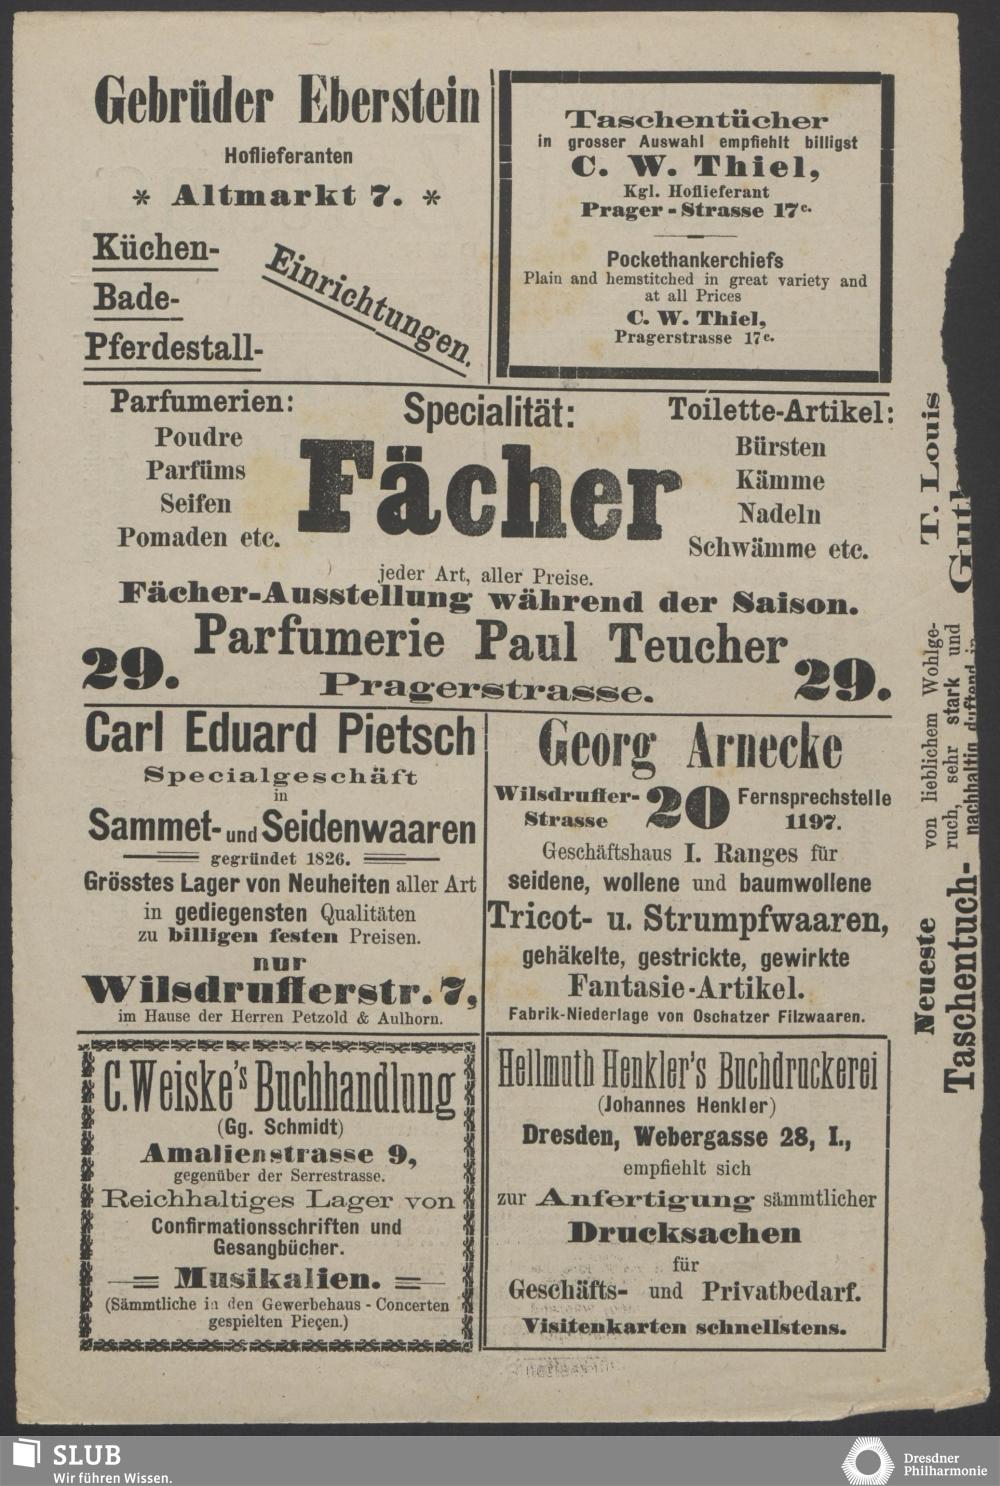 Gebrüder Eberstein
Hoflieferanten
* Altmarkt 7. *
Küchen-
Bade-
Pferdestall-
Einrichtungen.
Taschentücher
in grosser Auswahl empfiehlt billigst
C. W. Thiel,
Kgl. Hoflieferant
Prager-Strasse 17c.
Pockethankerchiefs
Plain and hemstitched in great variety and
at all Prices
C. W. Thiel,
Pragerstrasse 17c.
Parfumerien:
Poudre
Parfüms
Seifen
Pomaden etc.
Specialität:
Fächer
Toilette-Artikel:
Bürsten
Kämme
Nadeln
Schwämme etc.
jeder Art, aller Preise.
Fächer-Ausstellung während der Saison.
29. Parfumerie Paul Teucher 29.
Pragerstrasse.
Carl Eduard Pietsch
Specialgeschäft
in
Sammet- und Seidenwaaren
gegründet 1826.
Grösstes Lager von Neuheiten aller Art
in gediegensten Qualitäten
zu billigen festen Preisen.
nur
Wilsdrufferstr. 7,
im Hause der Herren Petzold & Aulhorn.
Georg Arnecke
Wilsdruffer-
Strasse
20
Fernsprechstelle
1197.
Geschäftshaus I. Ranges für
seidene, wollene und baumwollene
Tricot- u. Strumpfwaaren,
gehäkelte, gestrickte, gewirkte
Fantasie-Artikel.
Fabrik-Niederlage von Oschatzer Filzwaaren.
C. Weiske's Buchhandlung
(Gg. Schmidt)
Amalienstrasse 9,
gegenüber der Serrestrasse.
Reichhaltiges Lager von
Confirmationsschriften und
Gesangbücher.
Musikalien.
(Sämmtliche in den Gewerbehaus-Concerten
gespielten Pieçen.)
Hellmuth Henkler's Buchdruckerei
(Johannes Henkler)
Dresden, Webergasse 28, I.,
empfiehlt sich
zur Anfertigung sämmtlicher
Drucksachen
für
Geschäfts- und Privatbedarf.
Visitenkarten schnellstens.
Neueste
Taschentuch-
von lieblichem Wohlge-
ruch, sehr stark und
nachhaltig duftend in
T. Louis
SLUB
Wir führen Wissen.
Dresdner
Philharmonie